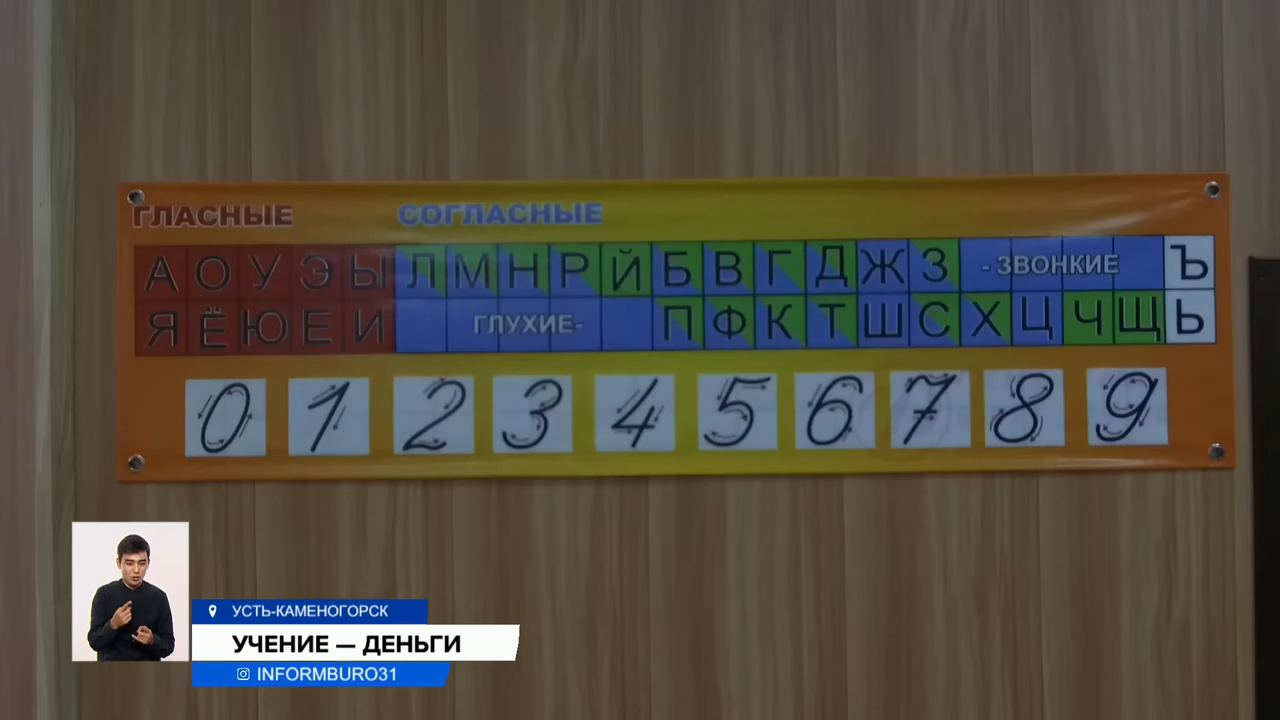 ГЛАСНЫЕ СОГЛАСНЫЕ
А О У Э Ы Л М Н Р Й Б В Г Д Ж З - ЗВОНКИЕ Ъ
Я Ё Ю Е И ГЛУХИЕ- П Ф К Т Ш С Х Ц Ч Щ Ь
0 1 2 3 4 5 6 7 8 9
УСТЬ-КАМЕНОГОРСК
УЧЕНИЕ — ДЕНЬГИ
INFORMBURO31